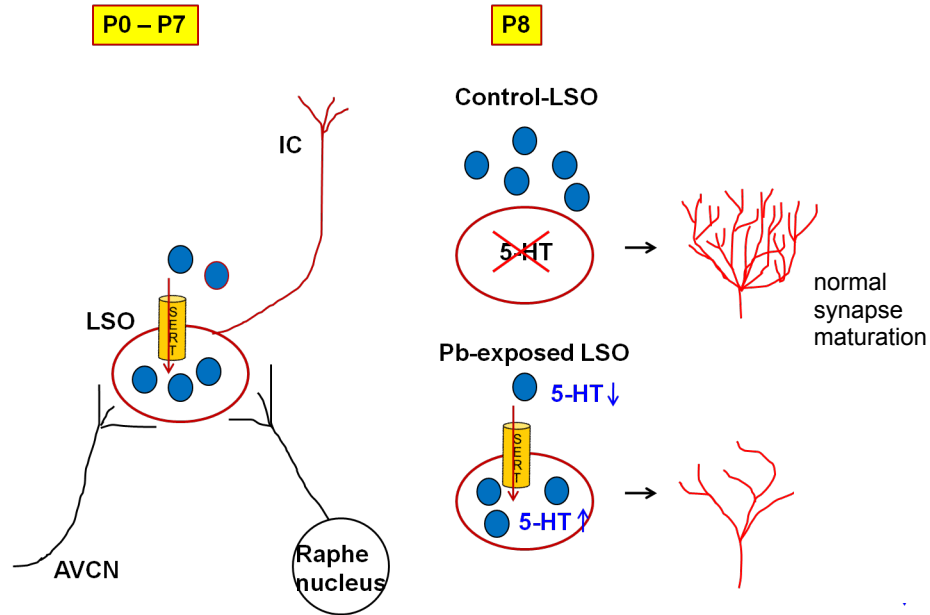 P0 – P7
P8
Control-LSO
IC
5-HT
normal
synapse
maturation
LSO
SERT
Pb-exposed LSO
5-HT↓
SERT
5-HT↑
AVCN
Raphe
nucleus